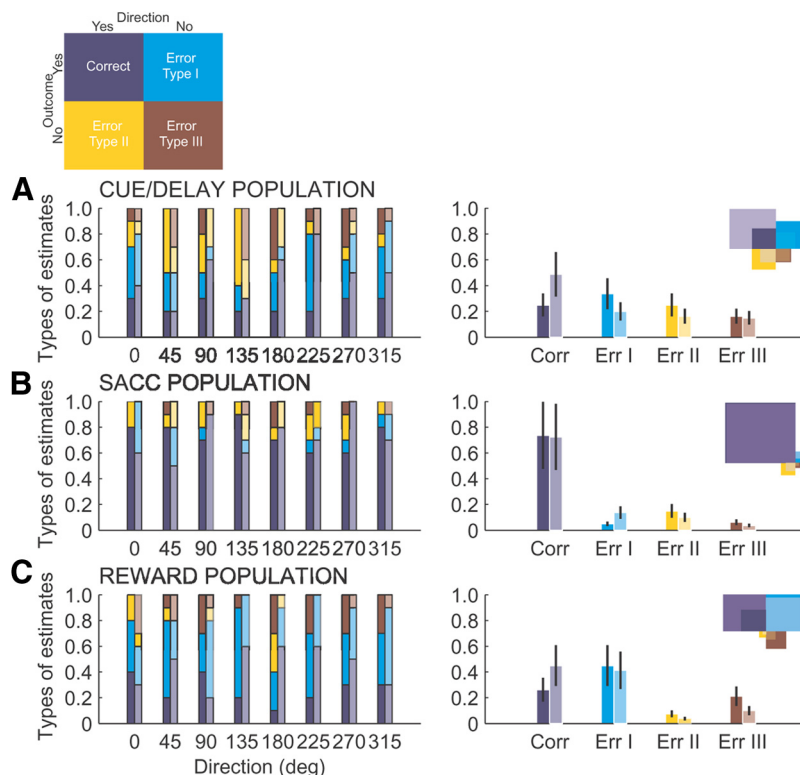 Direction
Yes No
Outcome
Yes
No
Correct
Error
Type I
Error
Type II
Error
Type III
A
CUE/DELAY POPULATION
Types of estimates
1.0
0.8
0.6
0.4
0.2
0
0 45 90 135 180 225 270 315
1.0
0.8
0.6
0.4
0.2
0
Corr Err I Err II Err III
B
SACC POPULATION
Types of estimates
1.0
0.8
0.6
0.4
0.2
0
0 45 90 135 180 225 270 315
1.0
0.8
0.6
0.4
0.2
0
Corr Err I Err II Err III
C
REWARD POPULATION
Types of estimates
1.0
0.8
0.6
0.4
0.2
0
0 45 90 135 180 225 270 315
Direction (deg)
1.0
0.8
0.6
0.4
0.2
0
Corr Err I Err II Err III